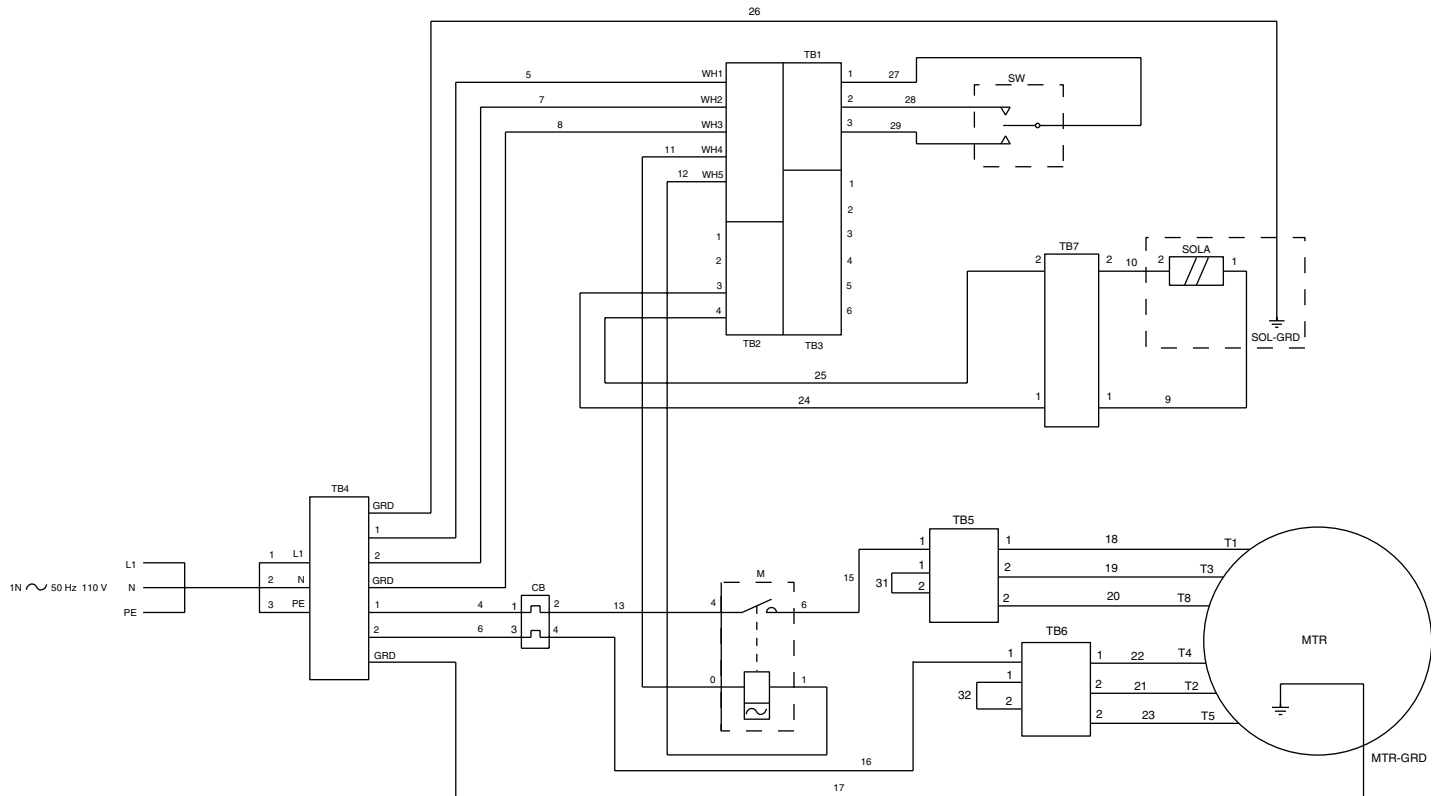 26
TB1
5 WH1 1 27
SW
7 WH2 2 28
8 WH3 3 29
11 WH4
12 WH5
1
2
1
3
2
4
3
5
4
6
TB2 TB3
TB7
2 2 10 2 SOLA 1
SOL-GRD
25
24 1 1 9
TB4
GRD
1
L1 1 L1 2
1N 50 Hz 110 V N 2 N GRD
PE 3 PE 1 4 1 CB 2 13 4 M 6 15
2 6 3 4
GRD
0 1
TB5
1 1 18 T1
1 2 19 T3
31 2 2 20 T8
TB6
1 1 22 T4
1 2 21 T2
32 2 2 23 T5
MTR
MTR-GRD
16
17